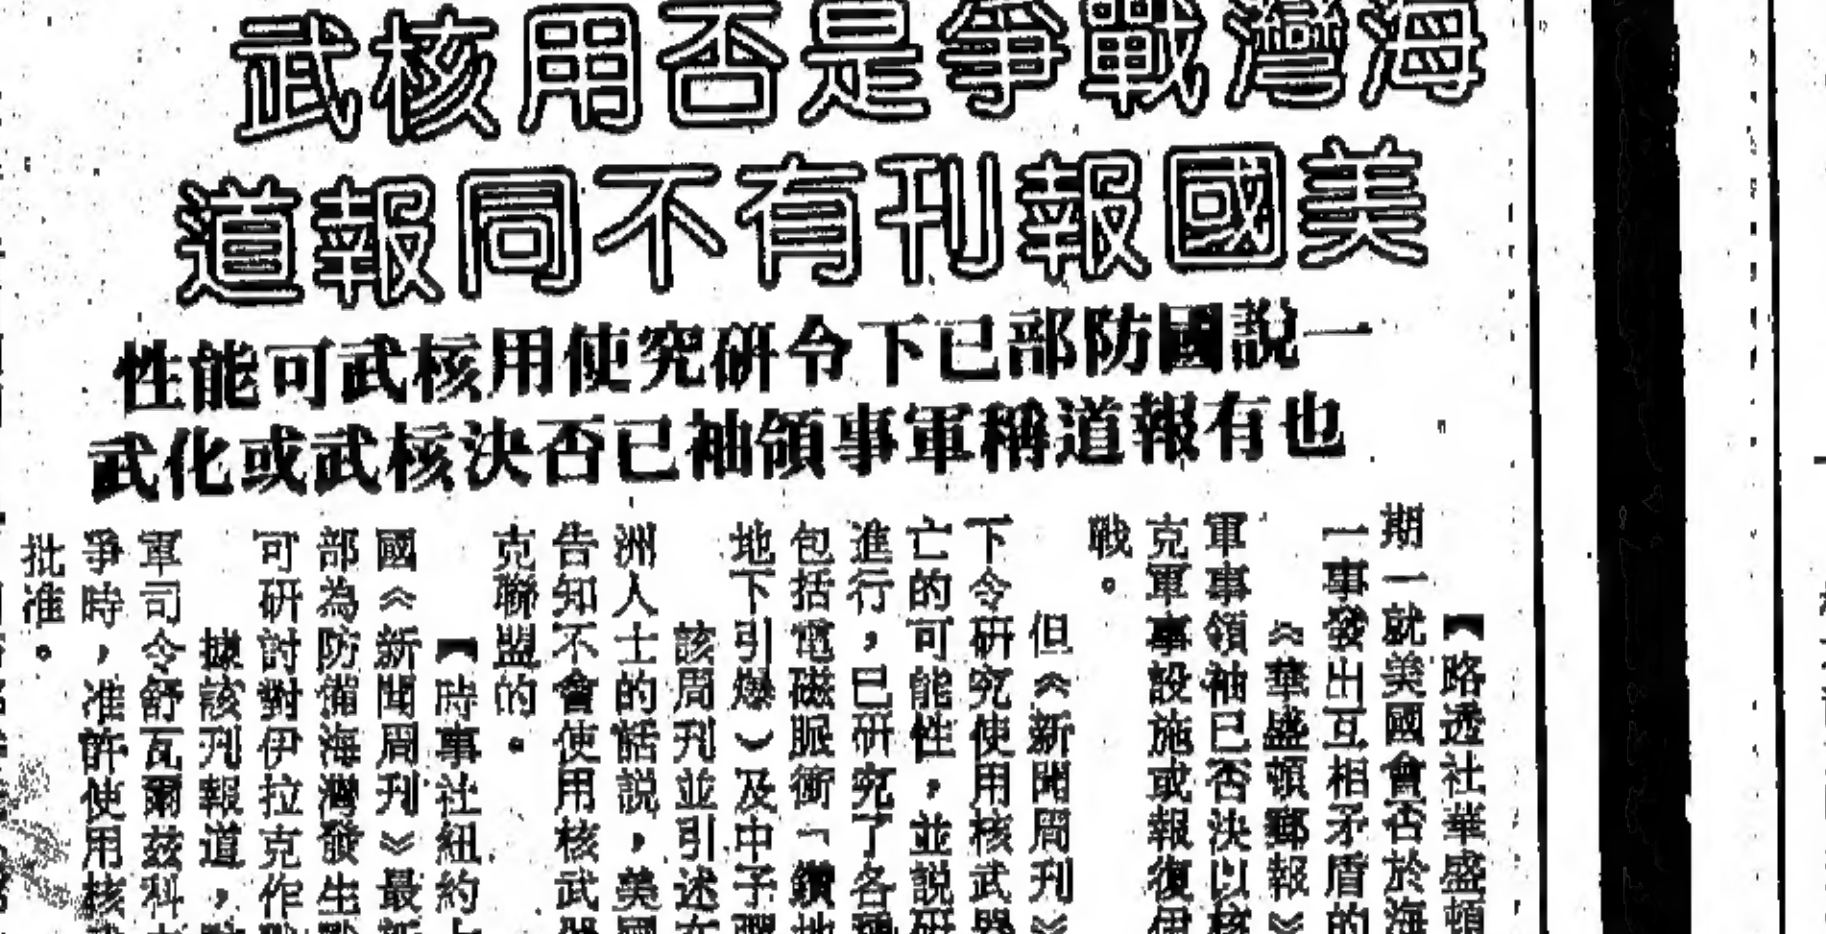 海灣戰爭是否用核武
美國報刊有不同報道
一說國防部已下令研究使用核武可能性
也有報道稱軍事領袖已否決核武或化武
【路透社華盛頓
期一就美國會否於海
一事發出互相矛盾的
《華盛頓郵報》
軍事領袖已否決以核
克軍事設施或報復伊
戰。
但《新聞周刊》
下令研究使用核武器
亡的可能性，並説研
進行，已研究了各種
包括電磁脈衝「鑽地
地下引爆）及中子彈
該周刊並引述在
洲人士的話説，美國
告知不會使用核武器
克聯盟的。
【時事社紐約
國《新聞周刊》最新
部為防備海灣發生戰
可研討對伊拉克作戰
據該刊報道，
軍司令舒瓦爾茲科
爭時，准許使用核武
批准。